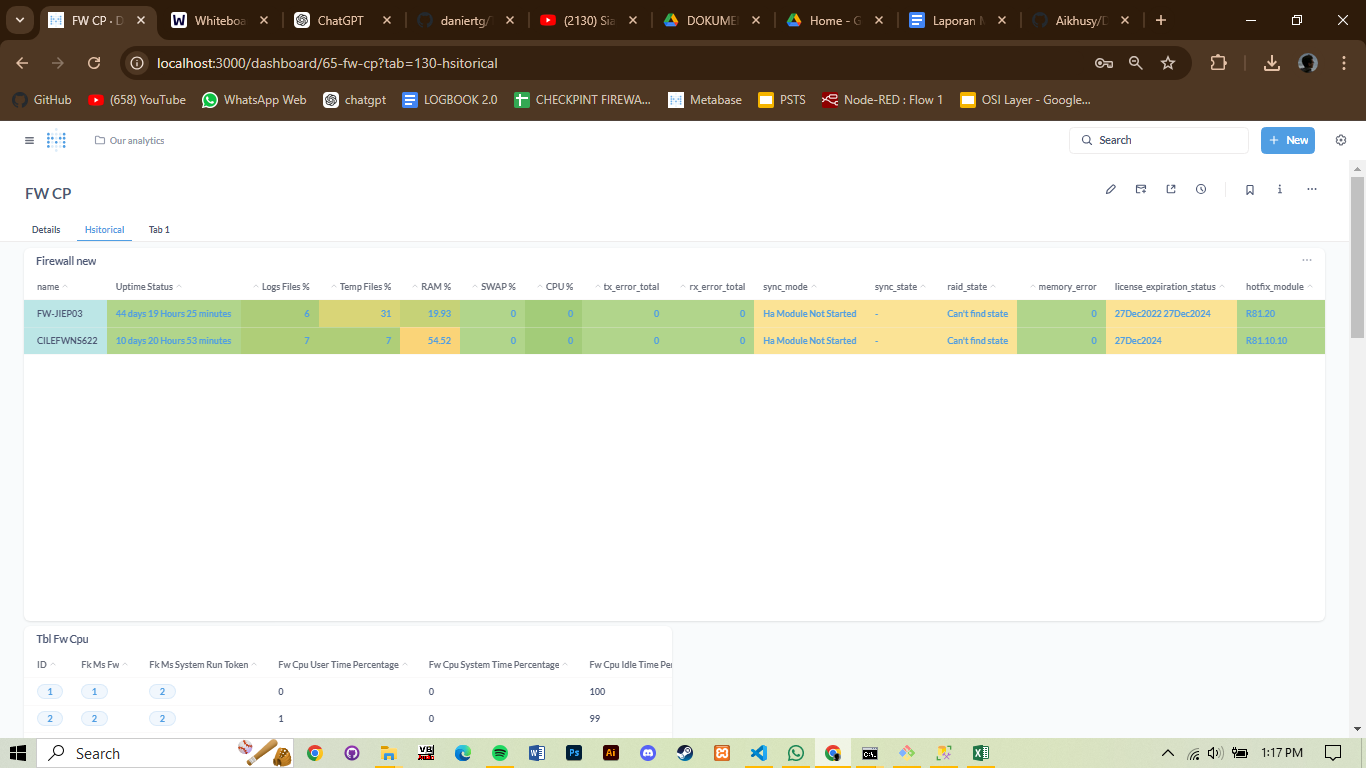 FW CP · D
Whiteboa
ChatGPT
daniertg/
(2130) Sia
DOKUME
Home - G
Laporan M
Aikhusy/D
localhost:3000/dashboard/65-fw-cp?tab=130-hsitorical
GitHub
(658) YouTube
WhatsApp Web
chatgpt
LOGBOOK 2.0
CHECKPINT FIREWA...
Metabase
PSTS
Node-RED : Flow 1
OSI Layer - Google...
Our analytics
Search
+ New
FW CP
Details
Hsitorical
Tab 1
Firewall new
name Uptime Status Logs Files % Temp Files % RAM % SWAP % CPU % tx_error_total rx_error_total sync_mode sync_state raid_state memory_error license_expiration_status hotfix_module
FW-JIEP03 44 days 19 Hours 25 minutes 6 31 19.93 0 0 0 0 Ha Module Not Started - Can't find state 0 27Dec2022 27Dec2024 R81.20
CILEFWNS622 10 days 20 Hours 53 minutes 7 7 54.52 0 0 0 0 Ha Module Not Started - Can't find state 0 27Dec2024 R81.10.10
Tbl Fw Cpu
ID Fk Ms Fw Fk Ms System Run Token Fw Cpu User Time Percentage Fw Cpu System Time Percentage Fw Cpu Idle Time Per
1 1 2 0 0 100
2 2 2 1 0 99
Search
1:17 PM